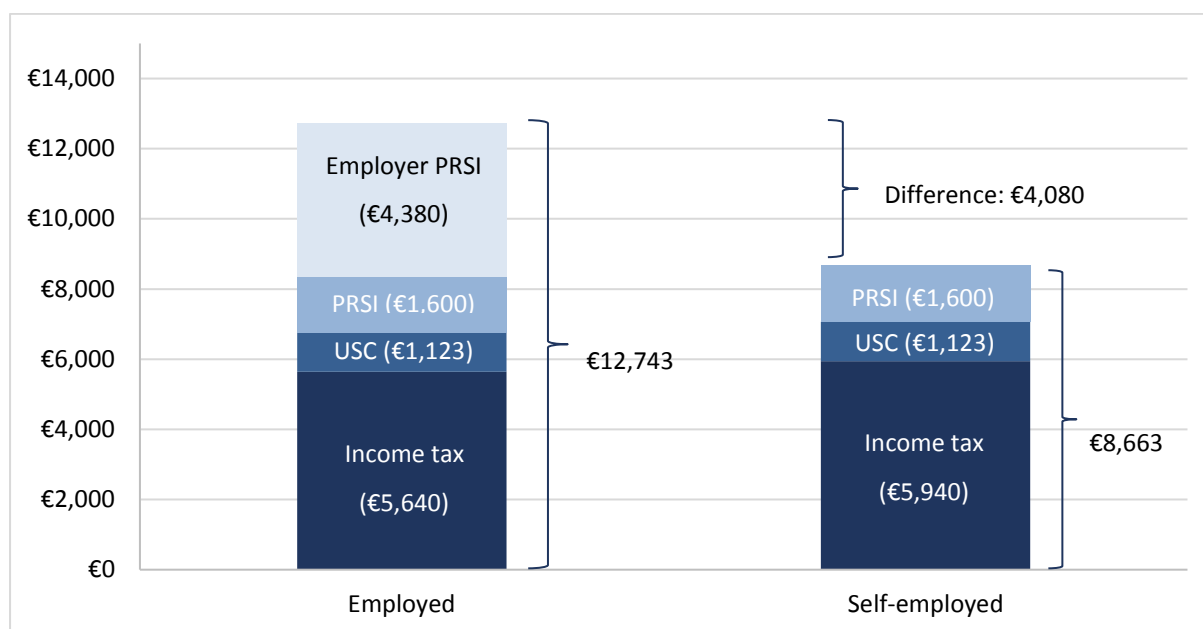 €14,000
€12,000
€10,000
€8,000
€6,000
€4,000
€2,000
€0
Employer PRSI
(€4,380)
PRSI (€1,600)
USC (€1,123)
Income tax
(€5,640)
€12,743
Difference: €4,080
PRSI (€1,600)
USC (€1,123)
Income tax
(€5,940)
€8,663
Employed
Self-employed